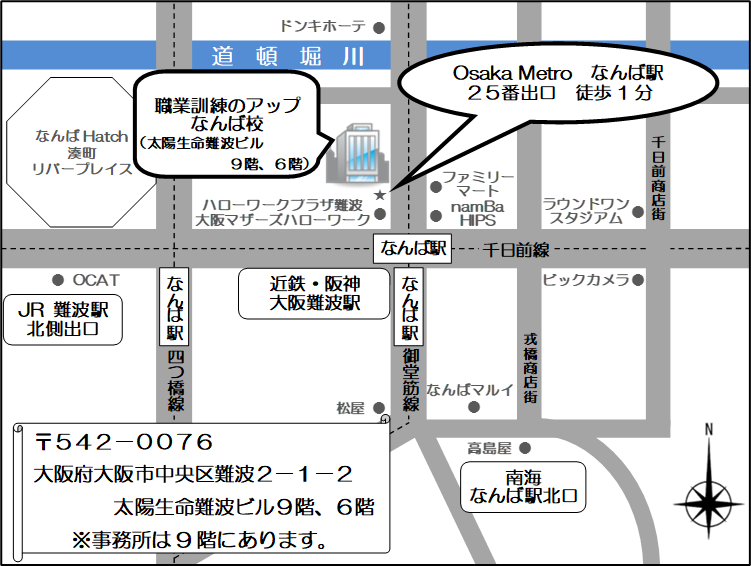 ドンキホーテ
道頓堀川
Osaka Metro なんば駅
２５番出口 徒歩１分
職業訓練のアップ
なんば校
（太陽生命難波ビル
９階、６階）
なんばHatch
湊町
リバープレイス
千日前商店街
ファミリー
マート
namBa
HIPS
ラウンドワン
スタジアム
ハローワークプラザ難波
大阪マザーズハローワーク
なんば駅
千日前線
OCAT
JR 難波駅
北側出口
なんば駅
四つ橋線
近鉄・阪神
大阪難波駅
なんば駅
御堂筋線
ビックカメラ
戎橋商店街
なんばマルイ
松屋
高島屋
南海
なんば駅北口
N
〒５４２－００７６
大阪府大阪市中央区難波２－１－２
太陽生命難波ビル９階、６階
※事務所は９階にあります。